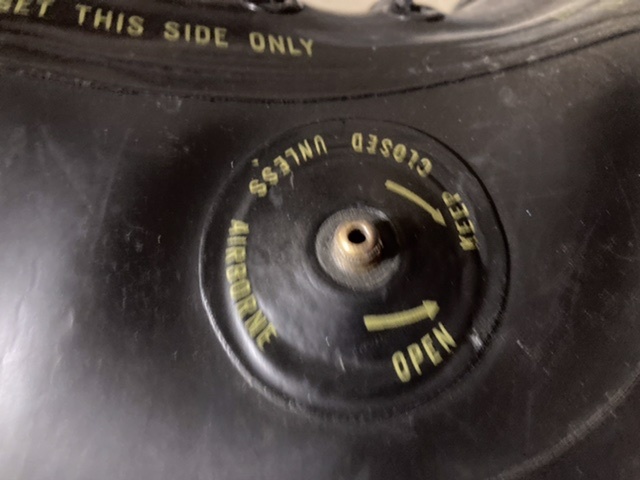 SET THIS SIDE ONLY
KEEP CLOSED UNLESS AIRBORNE
OPEN